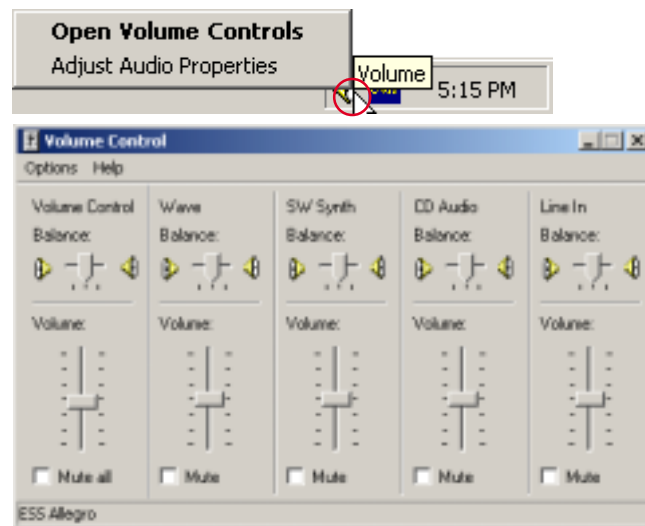 Open Volume Controls
Adjust Audio Properties
Volume
5:15 PM
Volume Control
Options Help
Volume Control Wave SW Synth CD Audio Line In
Balance: Balance: Balance: Balance: Balance:
Volume: Volume: Volume: Volume: Volume:
Mute all Mute Mute Mute Mute
ESS Allegro